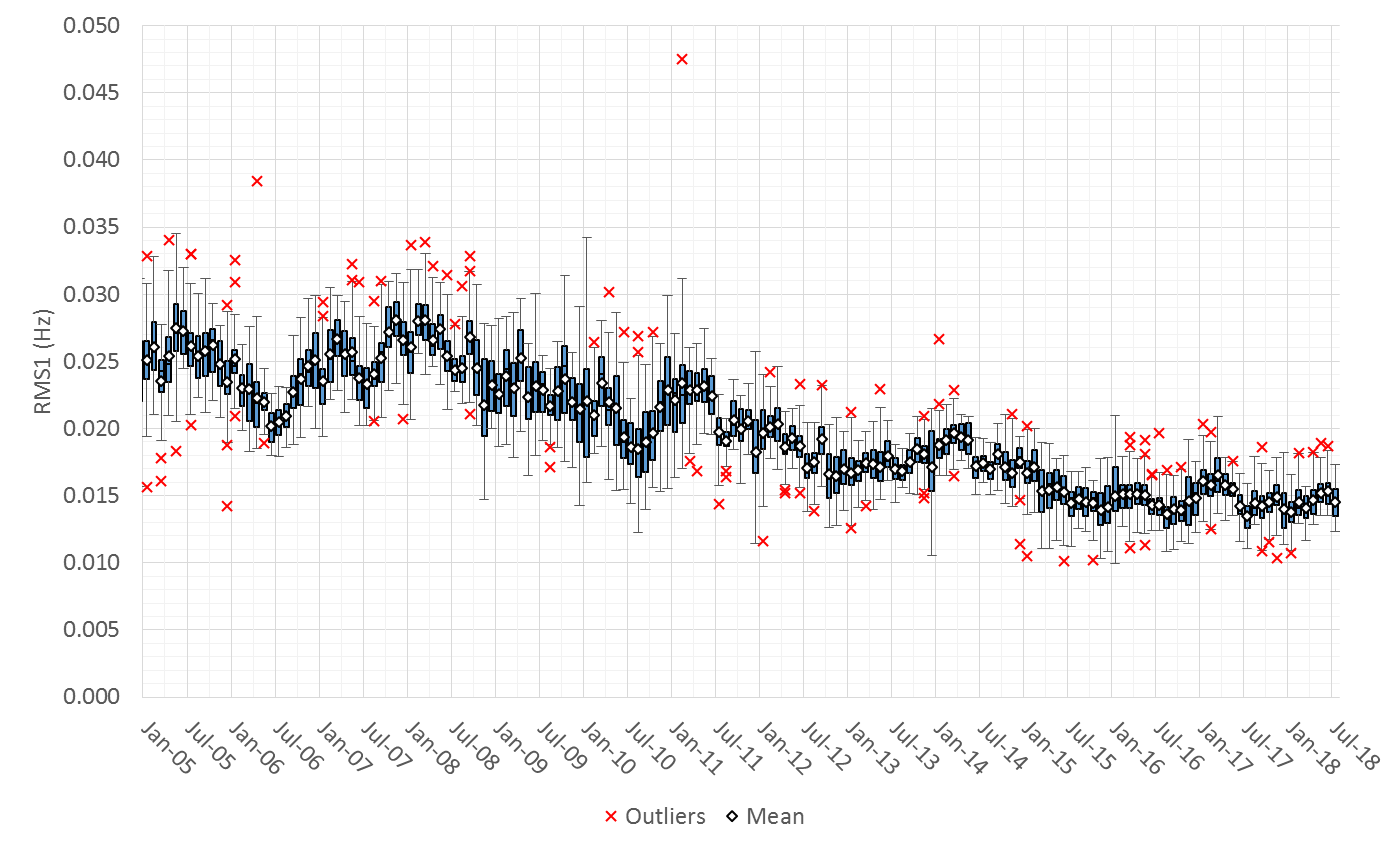 0.050
0.045
0.040
0.035
0.030
0.025
0.020
0.015
0.010
0.005
0.000
RMS1 (Hz)
Jan-05
Jul-05
Jan-06
Jul-06
Jan-07
Jul-07
Jan-08
Jul-08
Jan-09
Jul-09
Jan-10
Jul-10
Jan-11
Jul-11
Jan-12
Jul-12
Jan-13
Jul-13
Jan-14
Jul-14
Jan-15
Jul-15
Jan-16
Jul-16
Jan-17
Jul-17
Jan-18
Jul-18
Outliers Mean